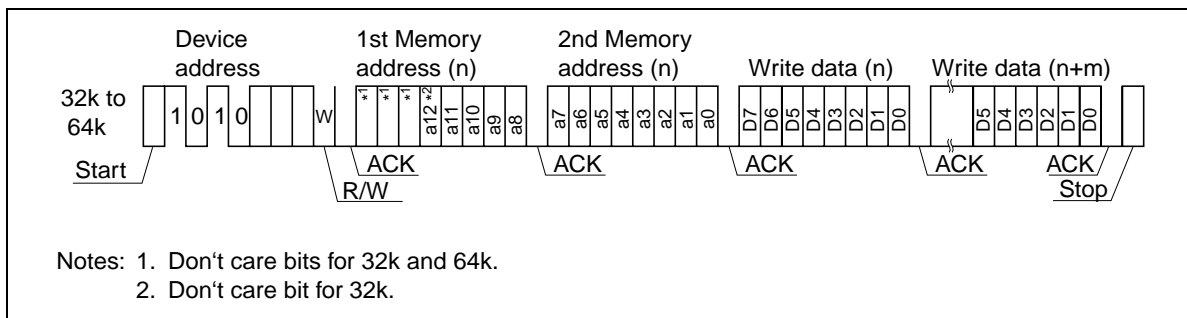 Device address
1st Memory address (n)
2nd Memory address (n)
Write data (n)
Write data (n+m)
32k to 64k
1 0 1 0
W
*1 *1 *1 a12*2 a11 a10 a9 a8
a7 a6 a5 a4 a3 a2 a1 a0
D7 D6 D5 D4 D3 D2 D1 D0
D5 D4 D3 D2 D1 D0
Start
R/W
ACK
ACK
ACK
ACK
ACK
Stop
Notes: 1. Don't care bits for 32k and 64k.
2. Don't care bit for 32k.